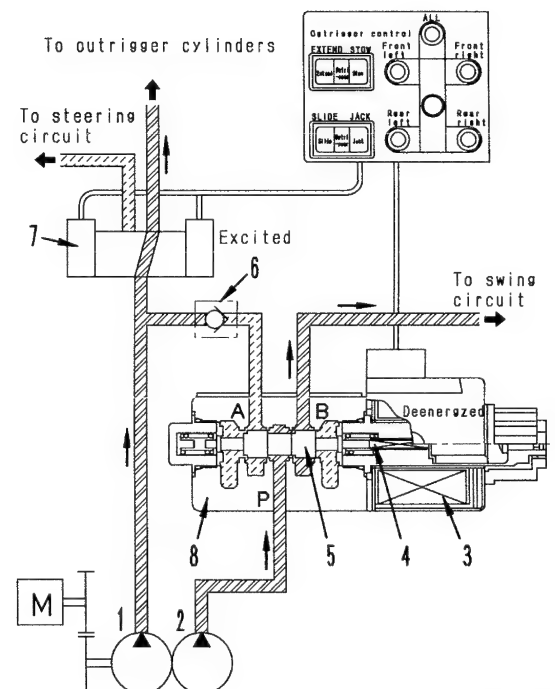 ALL
Outrigger control
EXTEND STOW
Front left
Front right
Extend
Stow
SLIDE JACK
Rear left
Rear right
Slide
Jack
To outrigger cylinders
To steering circuit
7
Excited
6
To swing circuit
A
B
Deenergzed
P
8
5
4
3
M
1
2